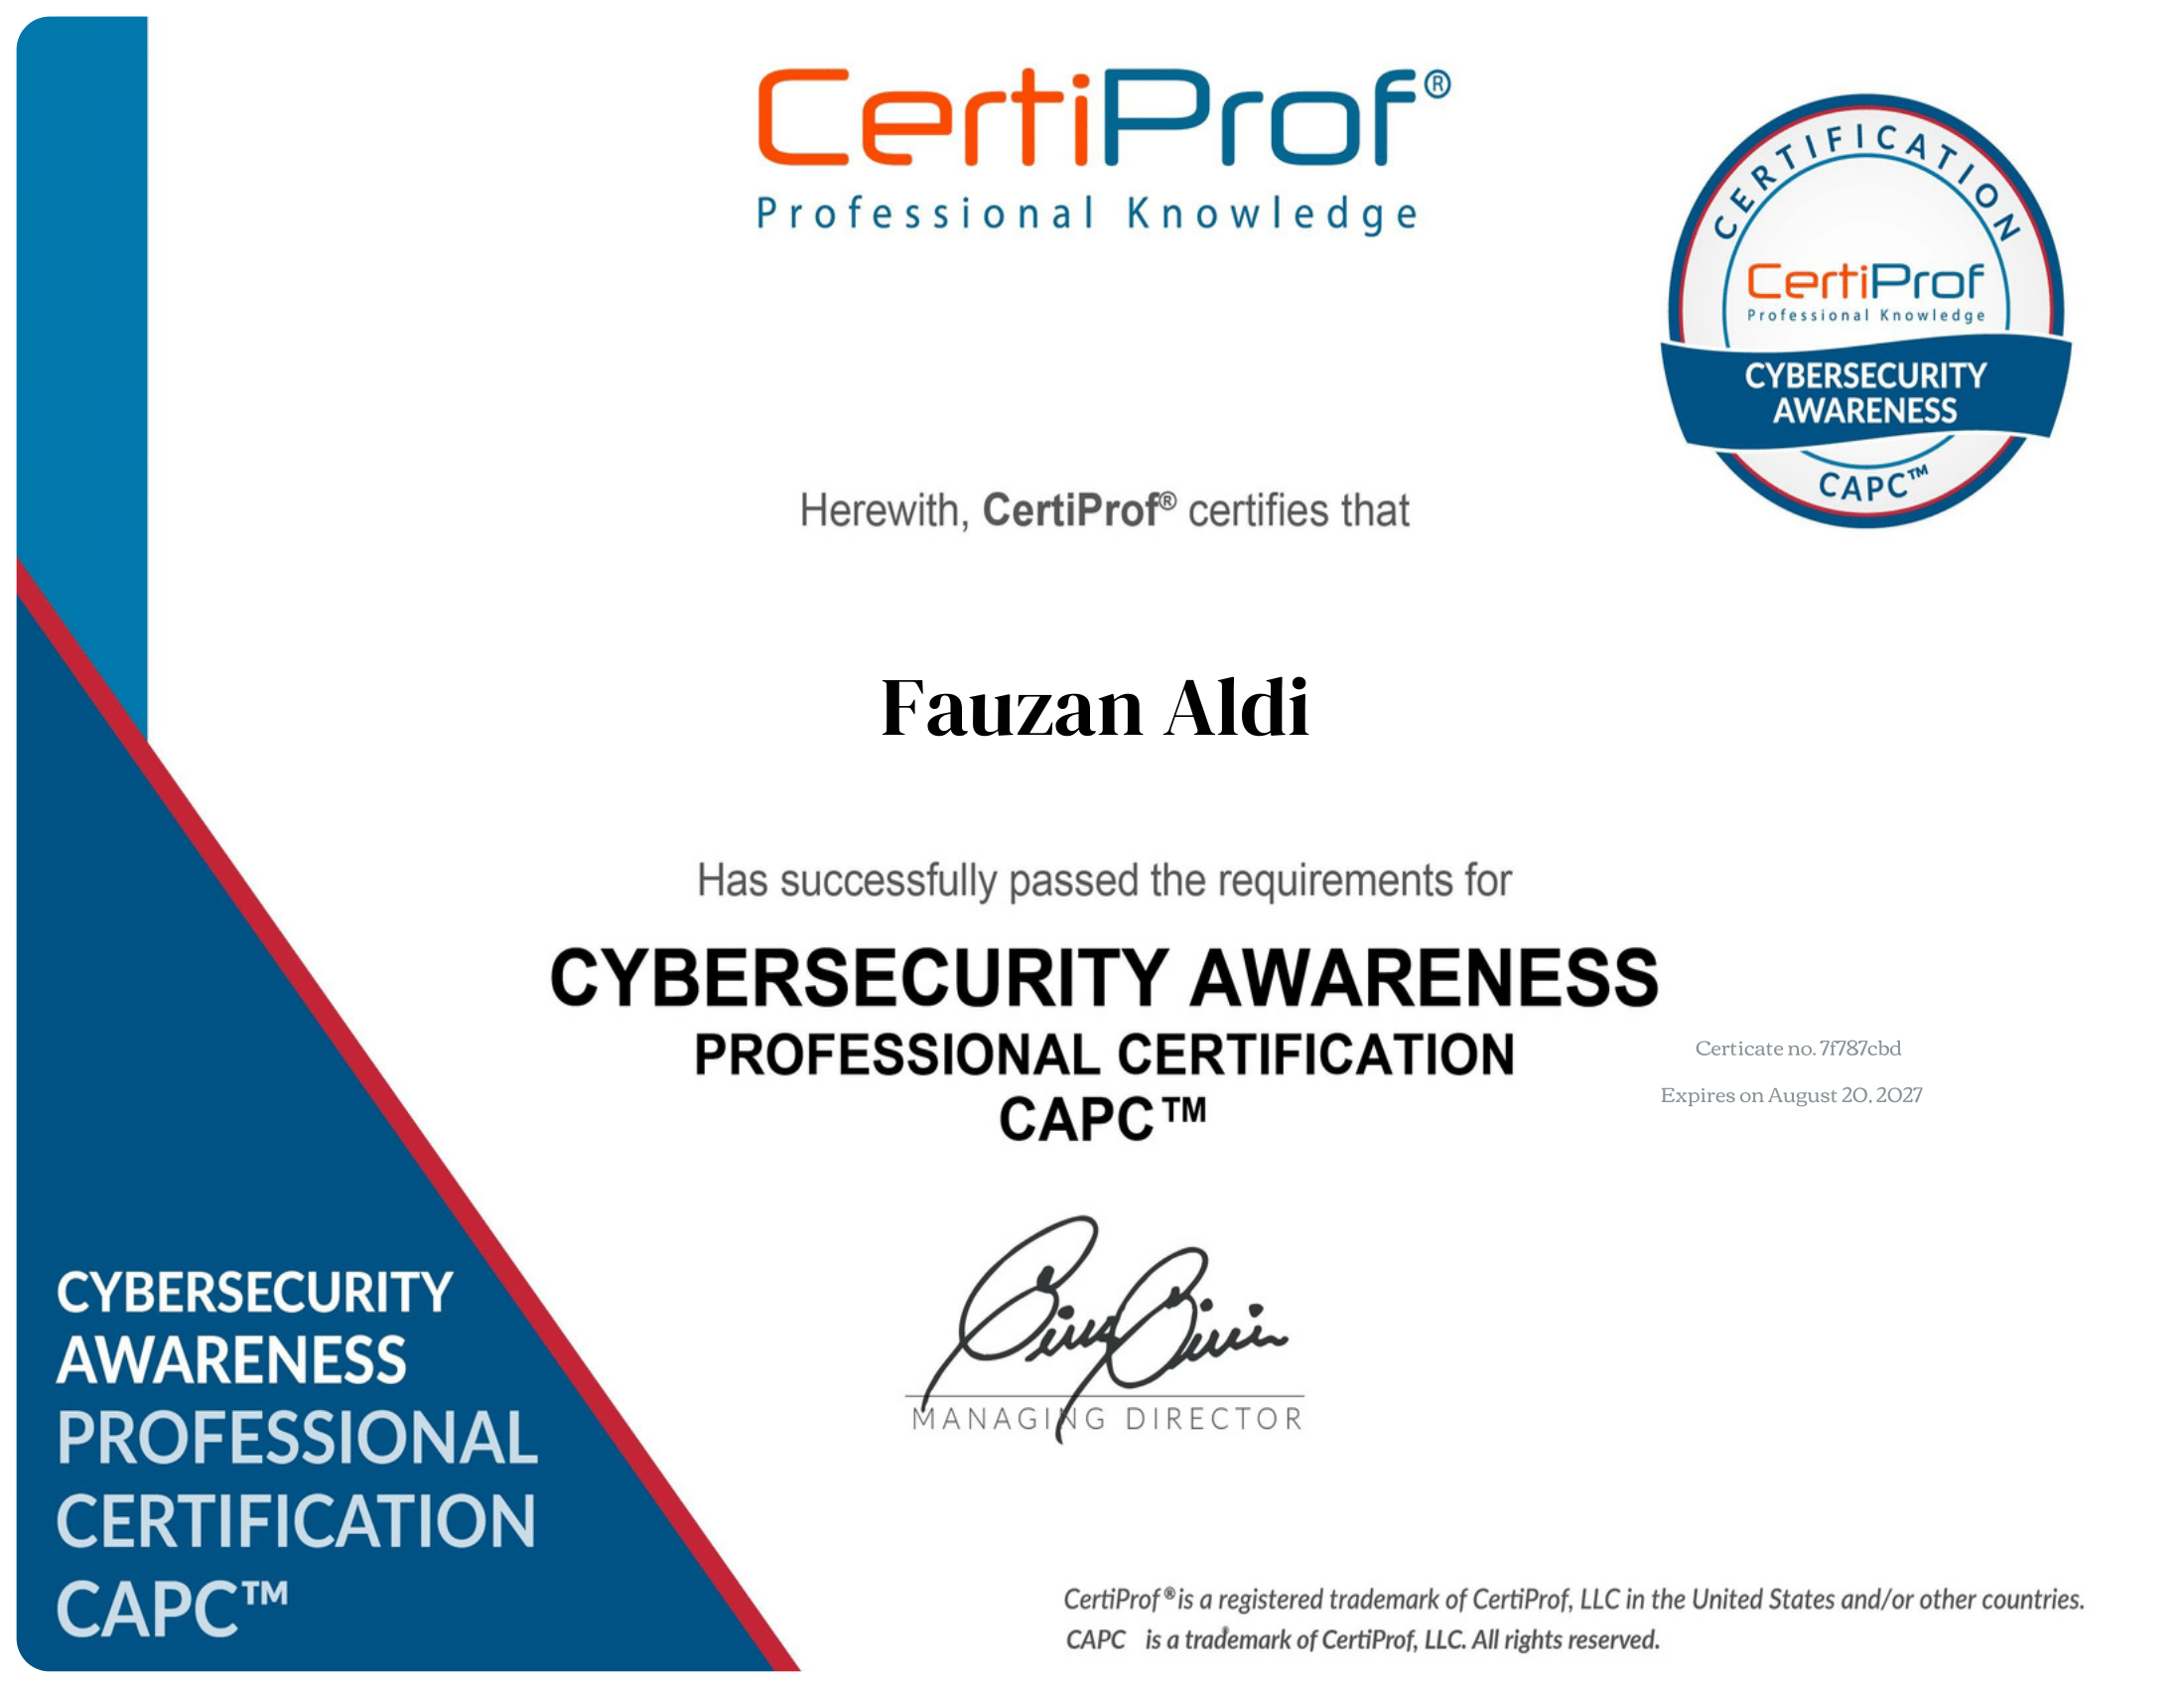 CertiProf®
Professional Knowledge
CERTIFICATION
CertiProf
Professional Knowledge
CYBERSECURITY
AWARENESS
CAPC™
Herewith, CertiProf® certifies that
Fauzan Aldi
Has successfully passed the requirements for
CYBERSECURITY AWARENESS
PROFESSIONAL CERTIFICATION
CAPC™
Certicate no. 7f787cbd
Expires on August 20, 2027
MANAGING DIRECTOR
CYBERSECURITY
AWARENESS
PROFESSIONAL
CERTIFICATION
CAPC™
CertiProf® is a registered trademark of CertiProf, LLC in the United States and/or other countries.
CAPC is a trademark of CertiProf, LLC. All rights reserved.